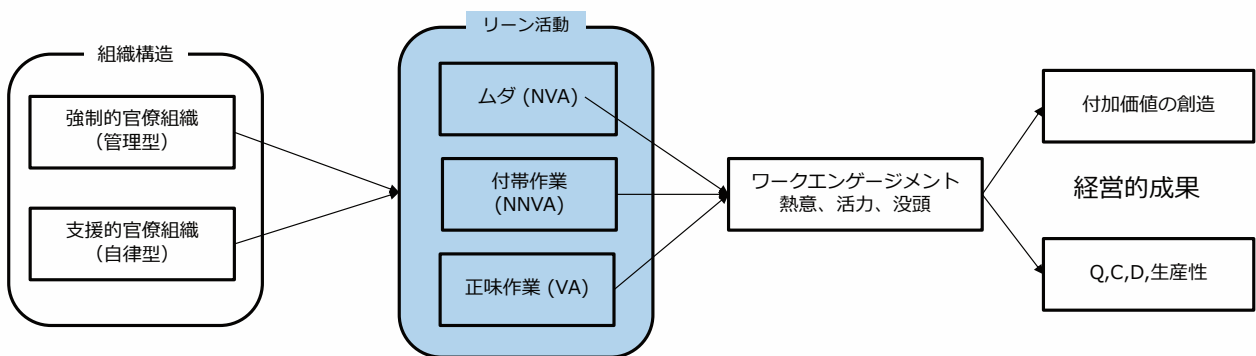 組織構造
強制的官僚組織
（管理型）
支援的官僚組織
（自律型）
リーン活動
ムダ (NVA)
付帯作業
(NNVA)
正味作業 (VA)
ワークエンゲージメント
熱意、活力、没頭
付加価値の創造
経営的成果
Q,C,D,生産性